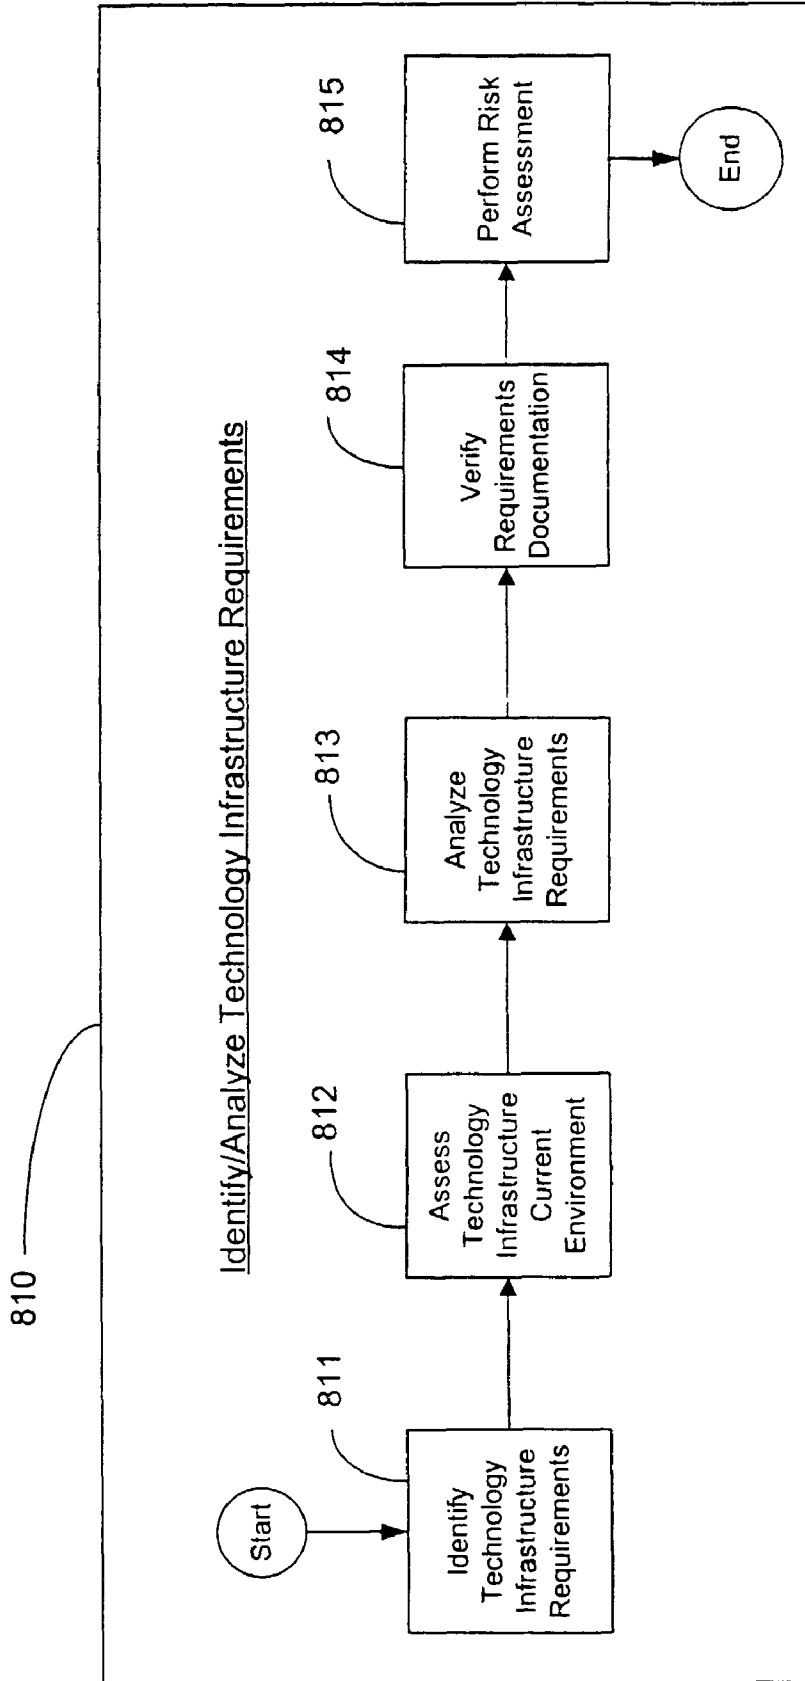 810
Identify/Analyze Technology Infrastructure Requirements
Start
811
Identify
Technology
Infrastructure
Requirements
812
Assess
Technology
Infrastructure
Current
Environment
813
Analyze
Technology
Infrastructure
Requirements
814
Verify
Requirements
Documentation
815
Perform Risk
Assessment
End